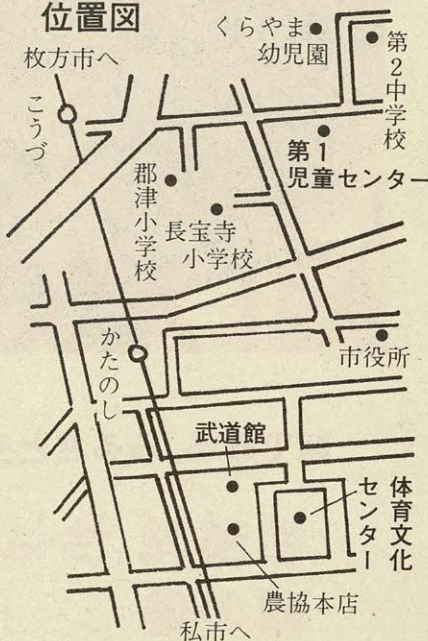 位置図
枚方市へ
くらやま
幼児園
第2中学校
こうづ
第1
児童センター
郡津小学校
長宝寺
小学校
かたのし
市役所
武道館
体育文化
センター
農協本店
私市へ